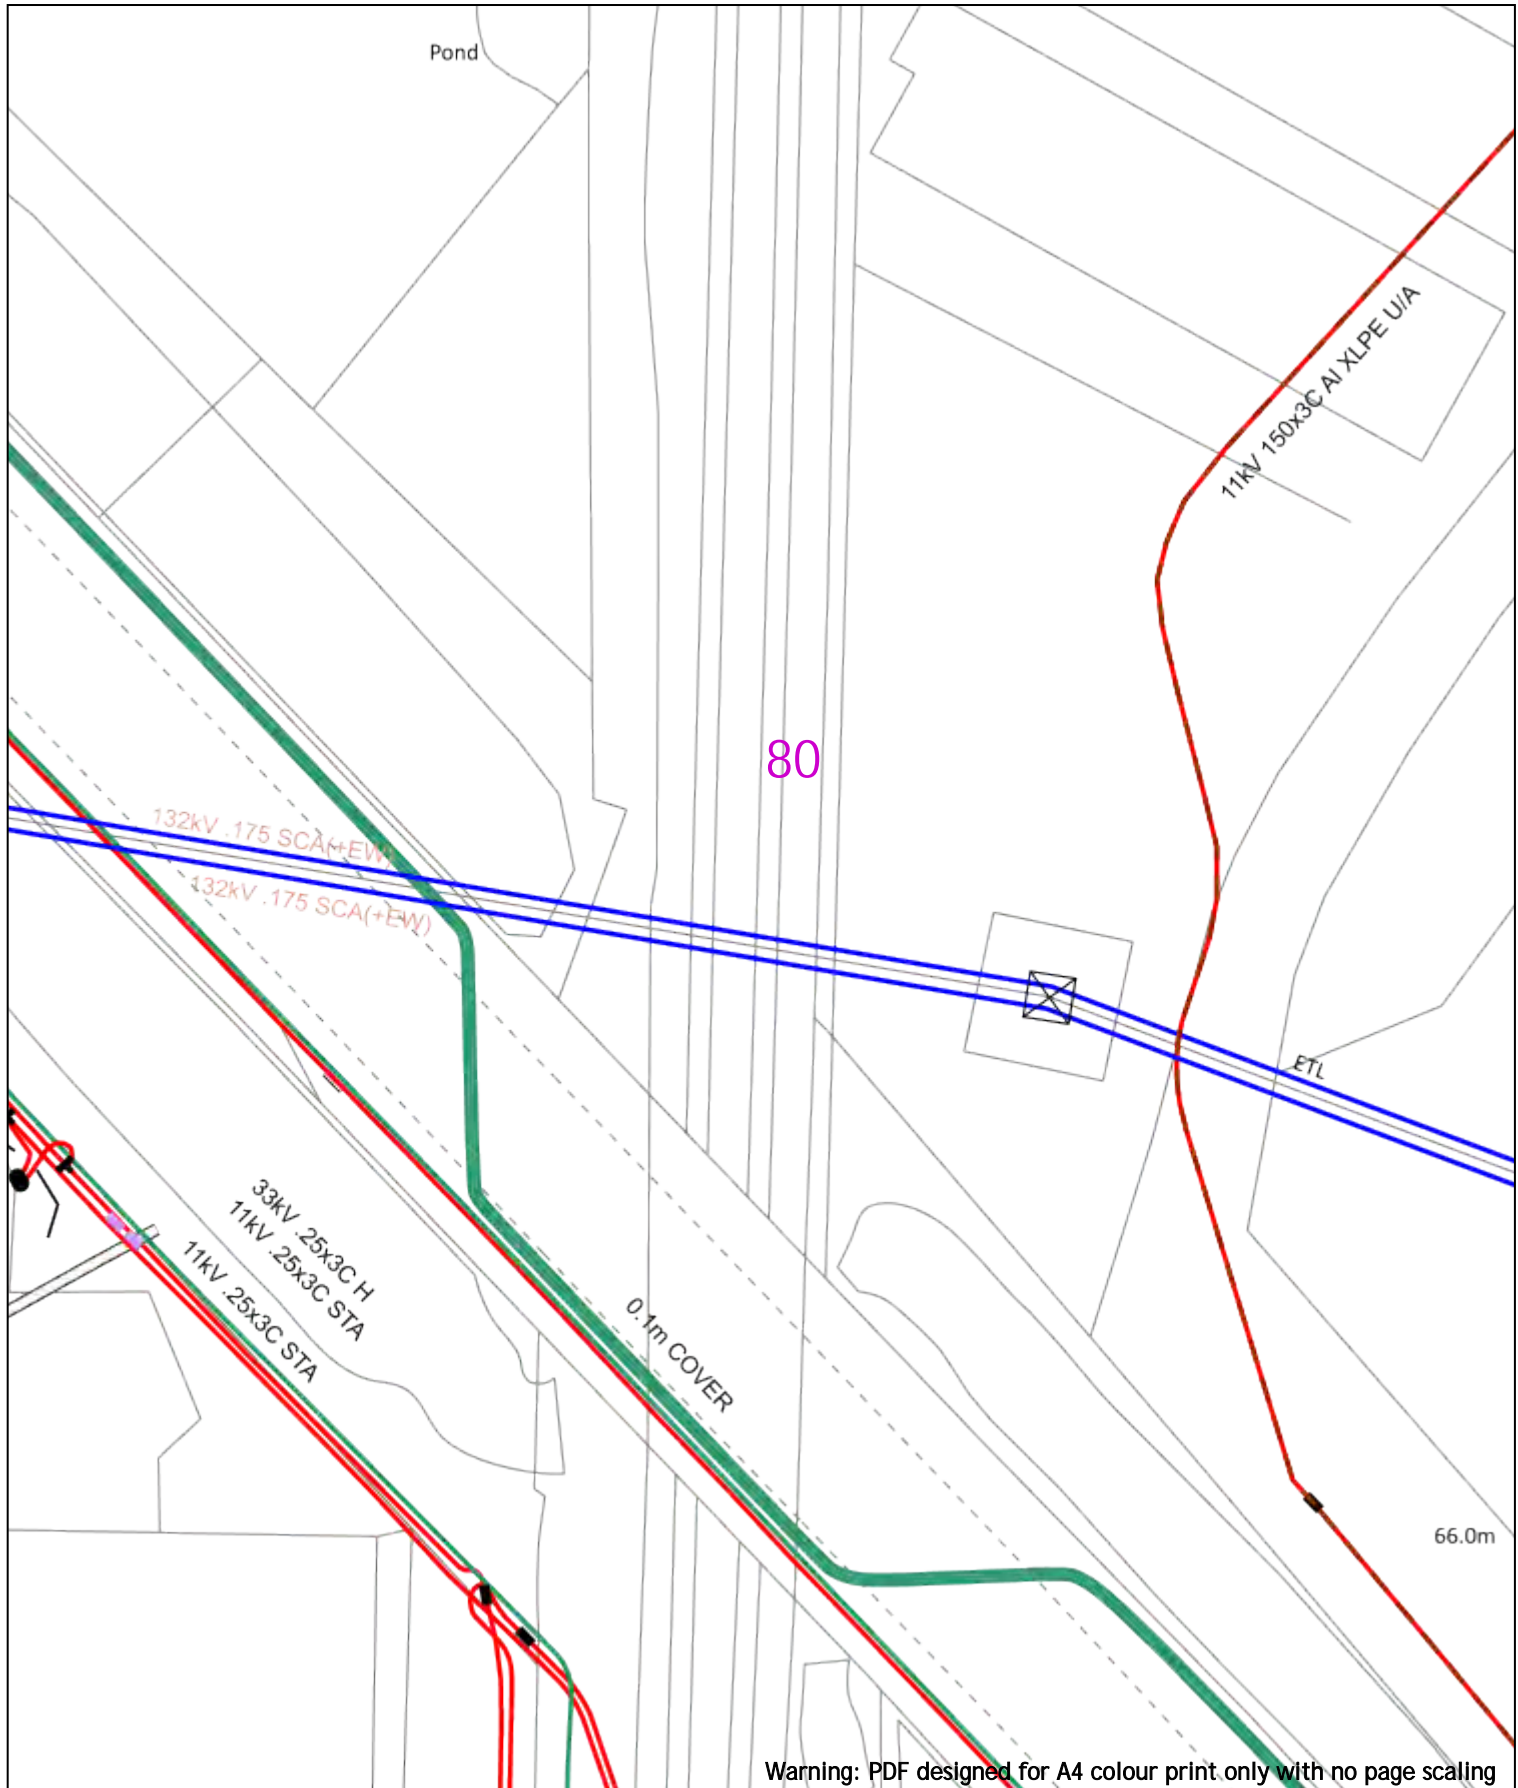 Pond
11kV 150x3C Al XLPE U/A
80
132kV .175 SCA(+EW)
132kV .175 SCA(+EW)
ETL
33kV .25x3C H
11kV .25x3C STA
11kV .25x3C STA
0.1m COVER
66.0m
Warning: PDF designed for A4 colour print only with no page scaling